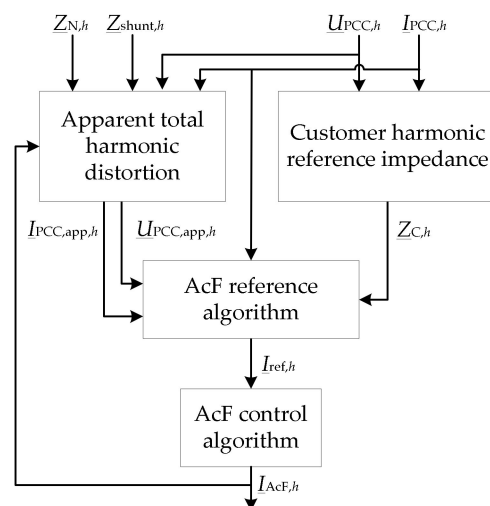 Z_N,h
Z_shunt,h
U_PCC,h
I_PCC,h
Apparent total
harmonic
distortion
Customer harmonic
reference impedance
I_PCC,app,h
U_PCC,app,h
Z_C,h
AcF reference
algorithm
I_ref,h
AcF control
algorithm
I_AcF,h